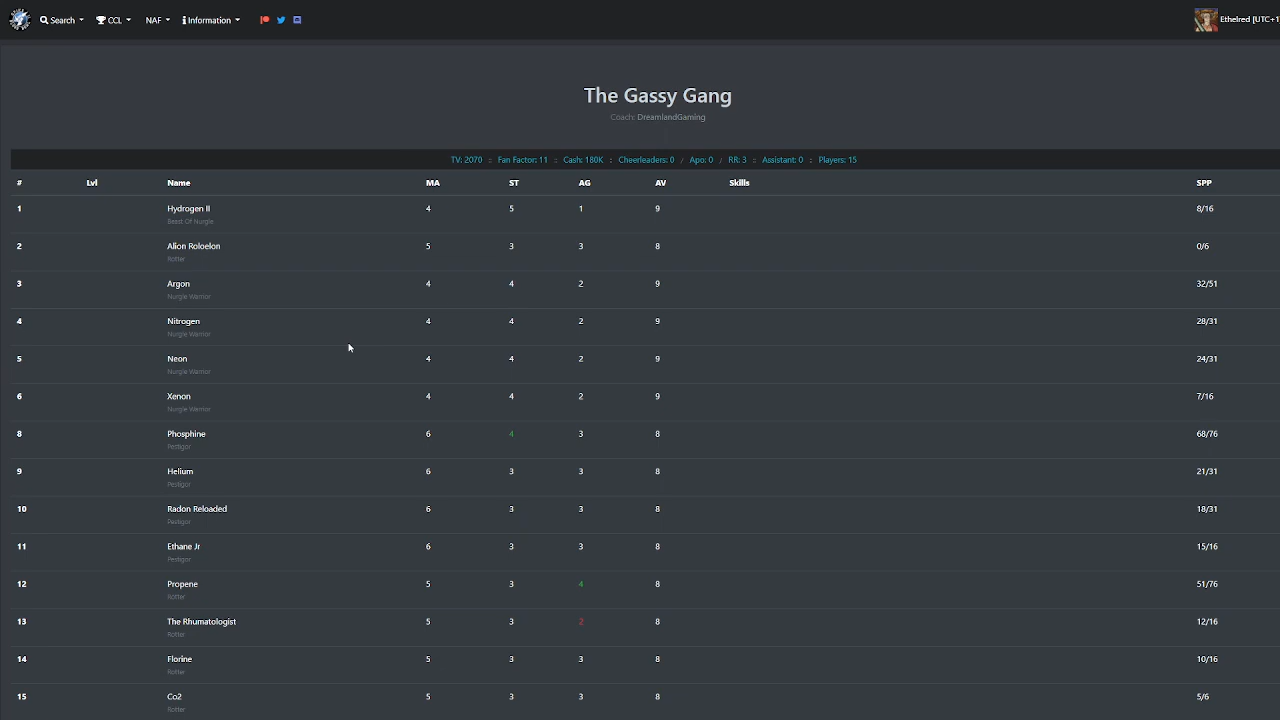 Search CCL NAF Information Ethelred [UTC+1
The Gassy Gang
Coach: DreamlandGaming
TV: 2070 :: Fan Factor: 11 :: Cash: 180K : Cheerleaders: 0 / Apo: 0 / RR: 3 :: Assistant: 0 :: Players: 15
# Lvl Name MA ST AG AV Skills SPP
1 Hydrogen II 4 5 1 9 8/16
Beast Of Nurgle
2 Alion Roloelon 5 3 3 8 0/6
Rotter
3 Argon 4 4 2 9 32/51
Nurgle Warrior
4 Nitrogen 4 4 2 9 28/31
Nurgle Warrior
5 Neon 4 4 2 9 24/31
Nurgle Warrior
6 Xenon 4 4 2 9 7/16
Nurgle Warrior
8 Phosphine 6 4 3 8 68/76
Pestigor
9 Helium 6 3 3 8 21/31
Pestigor
10 Radon Reloaded 6 3 3 8 18/31
Pestigor
11 Ethane Jr 6 3 3 8 15/16
Pestigor
12 Propene 5 3 4 8 51/76
Rotter
13 The Rhumatologist 5 3 2 8 12/16
Rotter
14 Florine 5 3 3 8 10/16
Rotter
15 Co2 5 3 3 8 5/6
Rotter